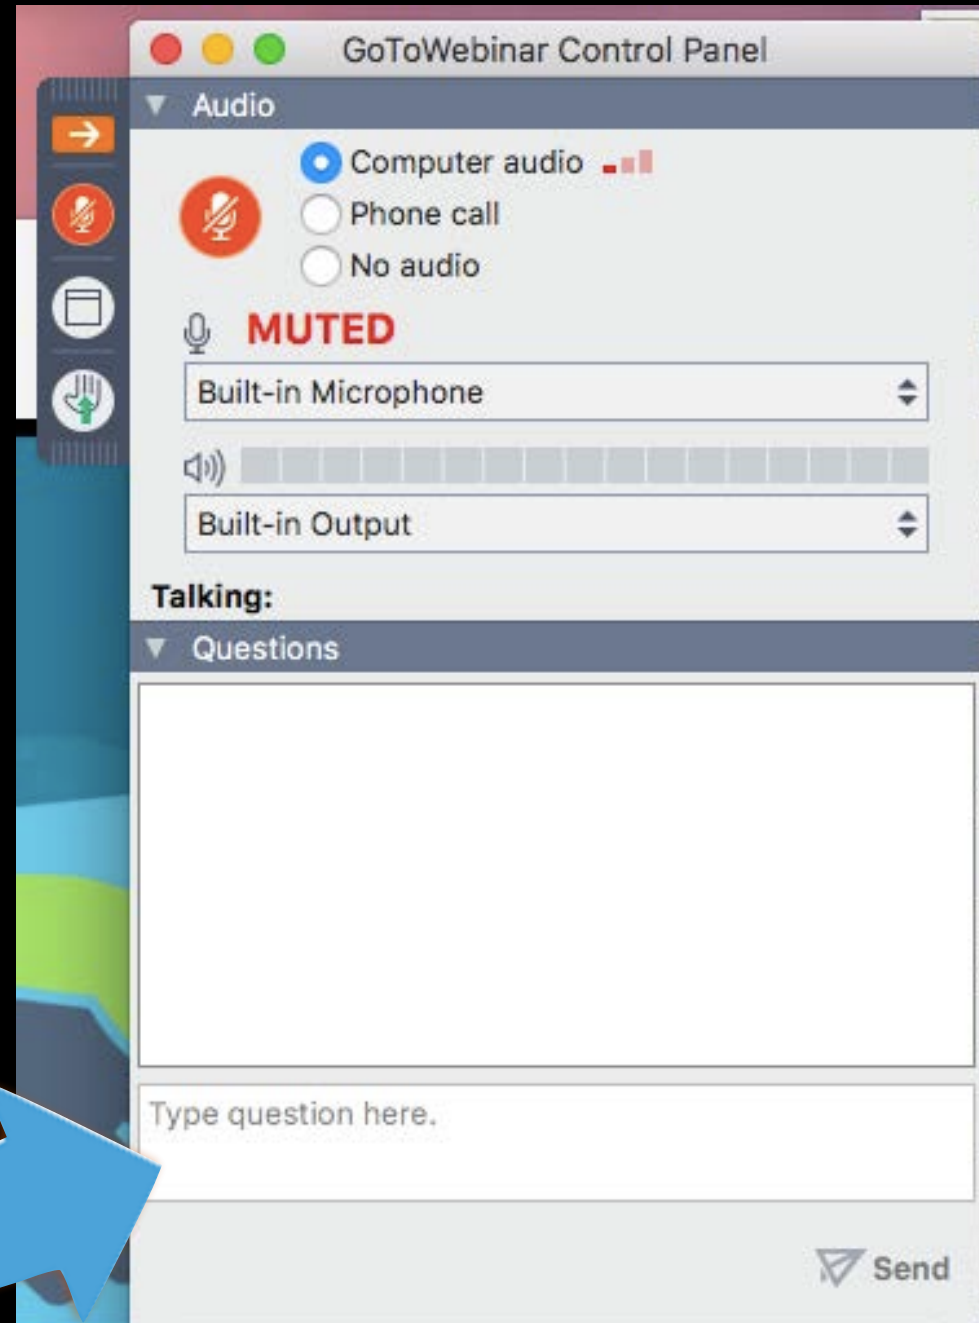 GoToWebinar Control Panel
Audio
Computer audio
Phone call
No audio
MUTED
Built-in Microphone
Built-in Output
Talking:
Questions
Type question here.
Send